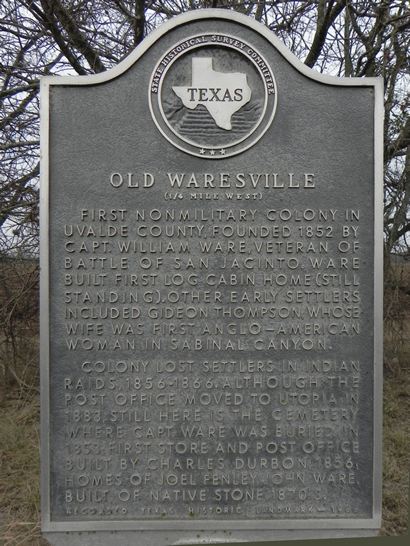 STATE HISTORICAL SURVEY COMMITTEE
TEXAS
OLD WARESVILLE
(1/4 MILE WEST)
FIRST NONMILITARY COLONY IN
UVALDE COUNTY, FOUNDED 1852 BY
CAPT. WILLIAM WARE, VETERAN OF
BATTLE OF SAN JACINTO. WARE
BUILT FIRST LOG CABIN HOME (STILL
STANDING). OTHER EARLY SETTLERS
INCLUDED GIDEON THOMPSON, WHOSE
WIFE WAS FIRST ANGLO-AMERICAN
WOMAN IN SABINAL CANYON.
COLONY LOST SETTLERS IN INDIAN
RAIDS, 1856-1866. ALTHOUGH THE
POST OFFICE MOVED TO UTOPIA IN
1883, STILL HERE IS THE CEMETERY
WHERE CAPT. WARE WAS BURIED IN
1853; FIRST STORE AND POST OFFICE
BUILT BY CHARLES DURBON, 1856;
HOMES OF JOEL FENLEY, JOHN WARE,
BUILT OF NATIVE STONE, 1870'S.
RECORDED TEXAS HISTORIC LANDMARK